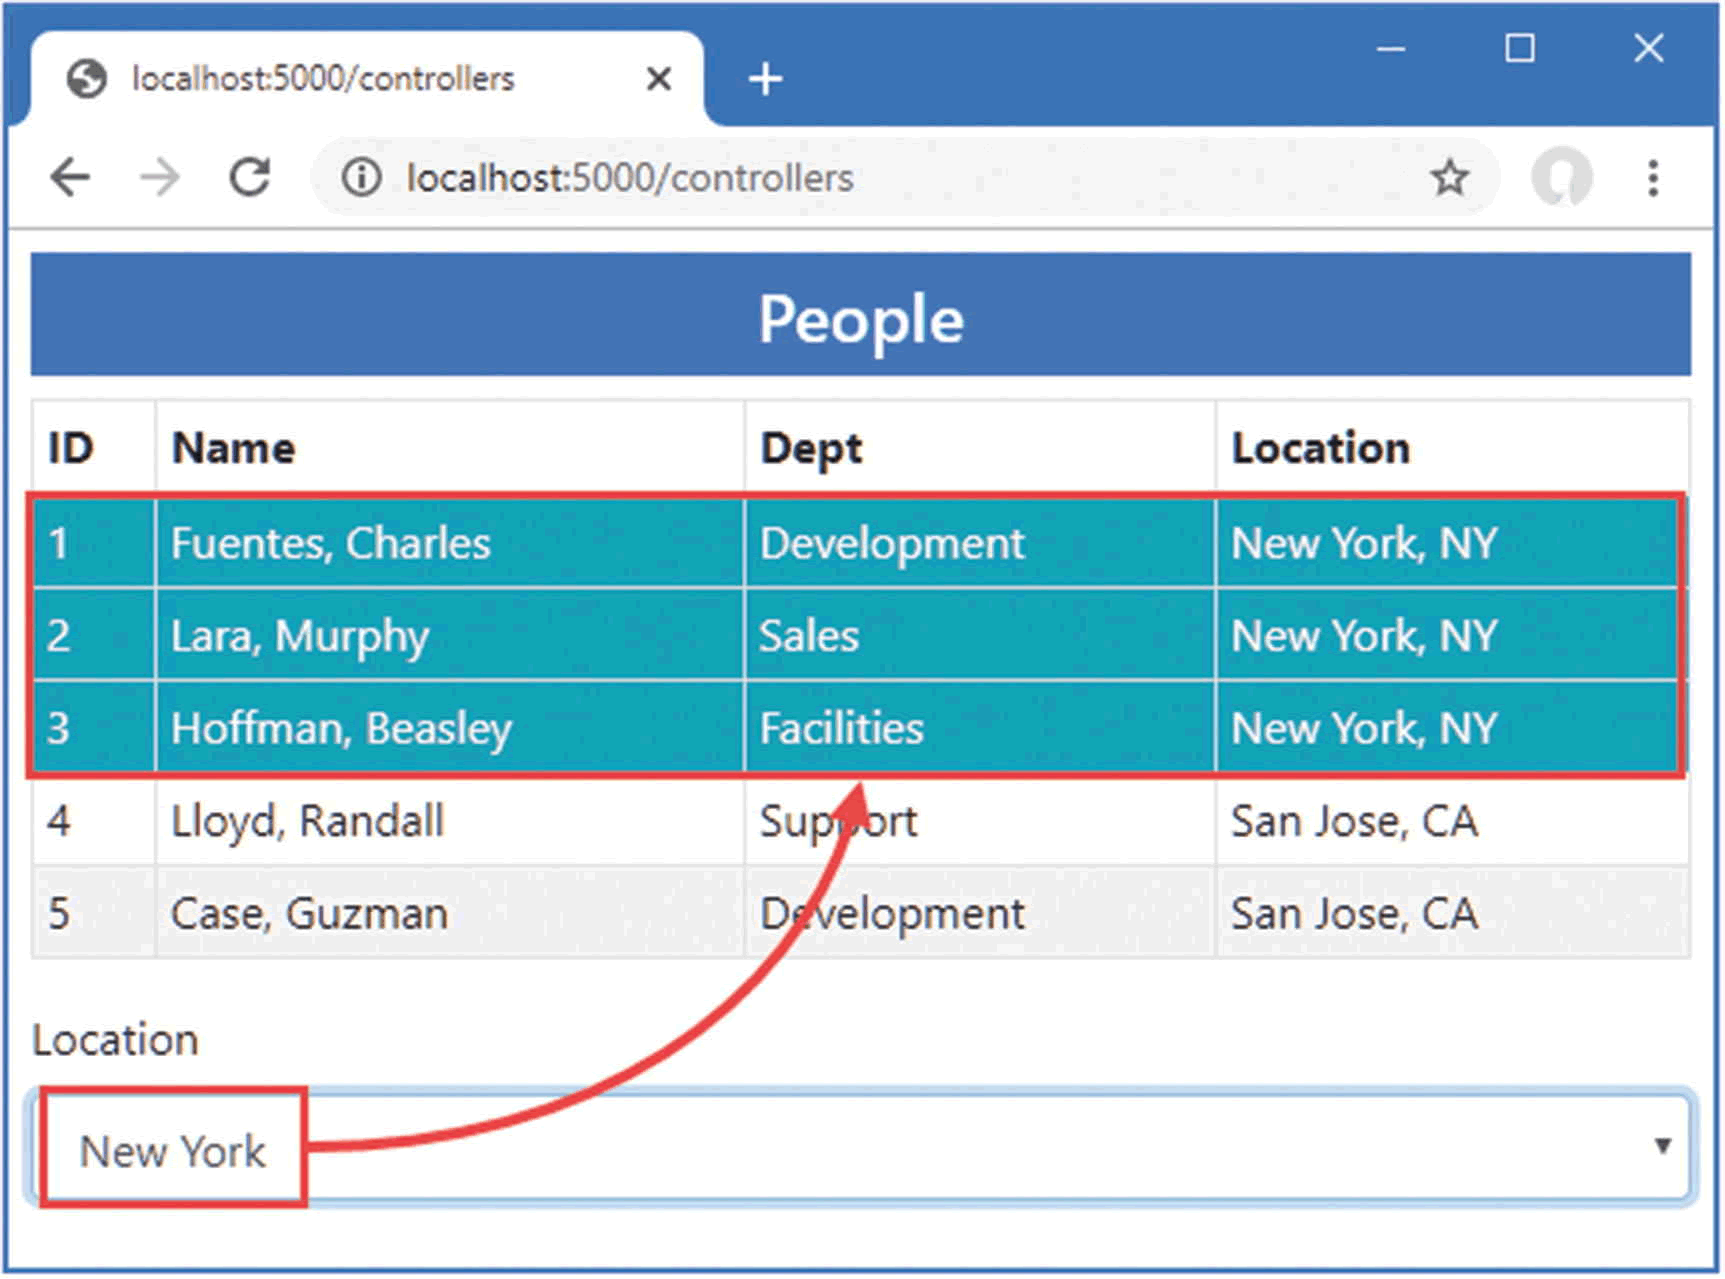 localhost:5000/controllers
localhost:5000/controllers
People
ID Name Dept Location
1 Fuentes, Charles Development New York, NY
2 Lara, Murphy Sales New York, NY
3 Hoffman, Beasley Facilities New York, NY
4 Lloyd, Randall Support San Jose, CA
5 Case, Guzman Development San Jose, CA
Location
New York